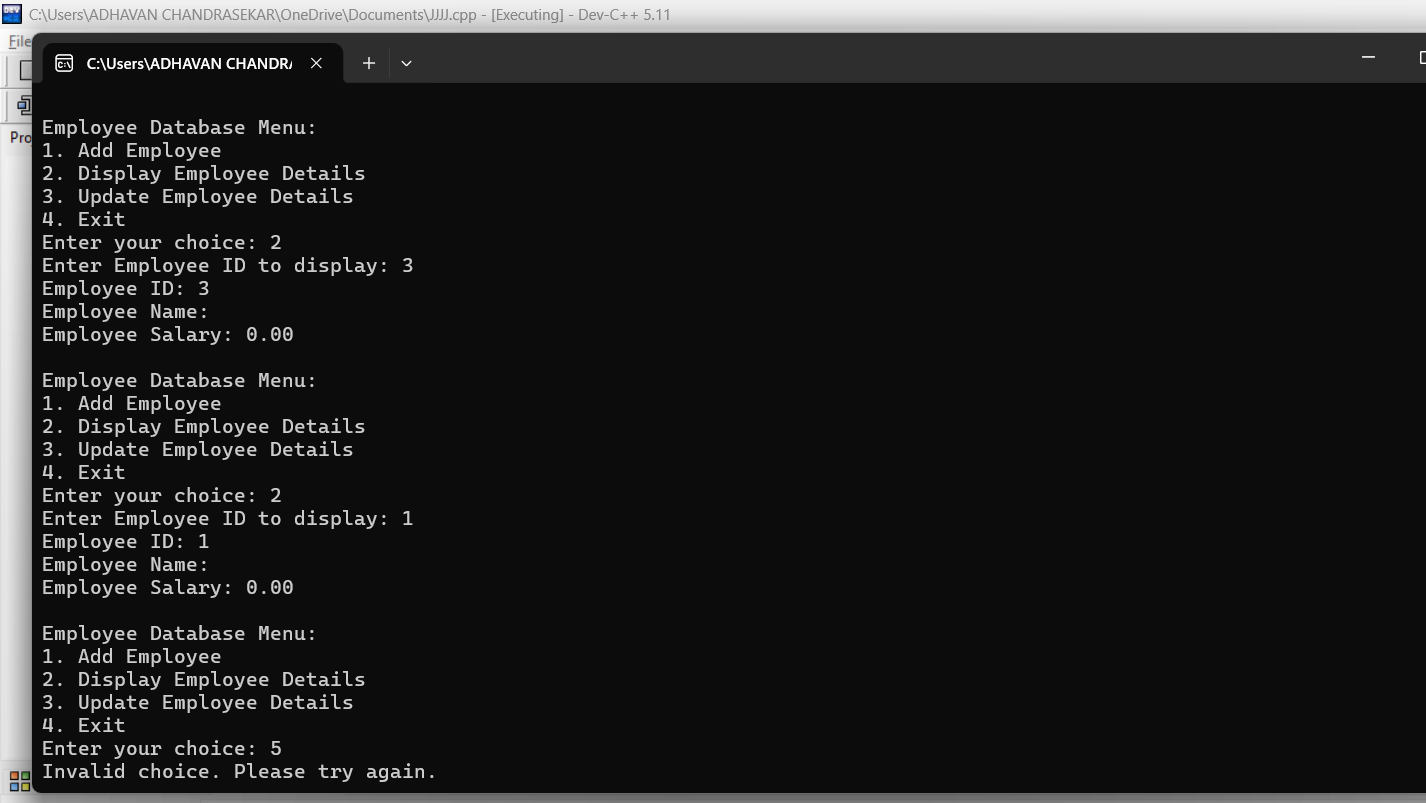 DEV
C:\Users\ADHAVAN CHANDRASEKAR\OneDrive\Documents\JJJJ.cpp - [Executing] - Dev-C++ 5.11
File
C:\Users\ADHAVAN CHANDRA
Pro
Employee Database Menu:
1. Add Employee
2. Display Employee Details
3. Update Employee Details
4. Exit
Enter your choice: 2
Enter Employee ID to display: 3
Employee ID: 3
Employee Name:
Employee Salary: 0.00
Employee Database Menu:
1. Add Employee
2. Display Employee Details
3. Update Employee Details
4. Exit
Enter your choice: 2
Enter Employee ID to display: 1
Employee ID: 1
Employee Name:
Employee Salary: 0.00
Employee Database Menu:
1. Add Employee
2. Display Employee Details
3. Update Employee Details
4. Exit
Enter your choice: 5
Invalid choice. Please try again.